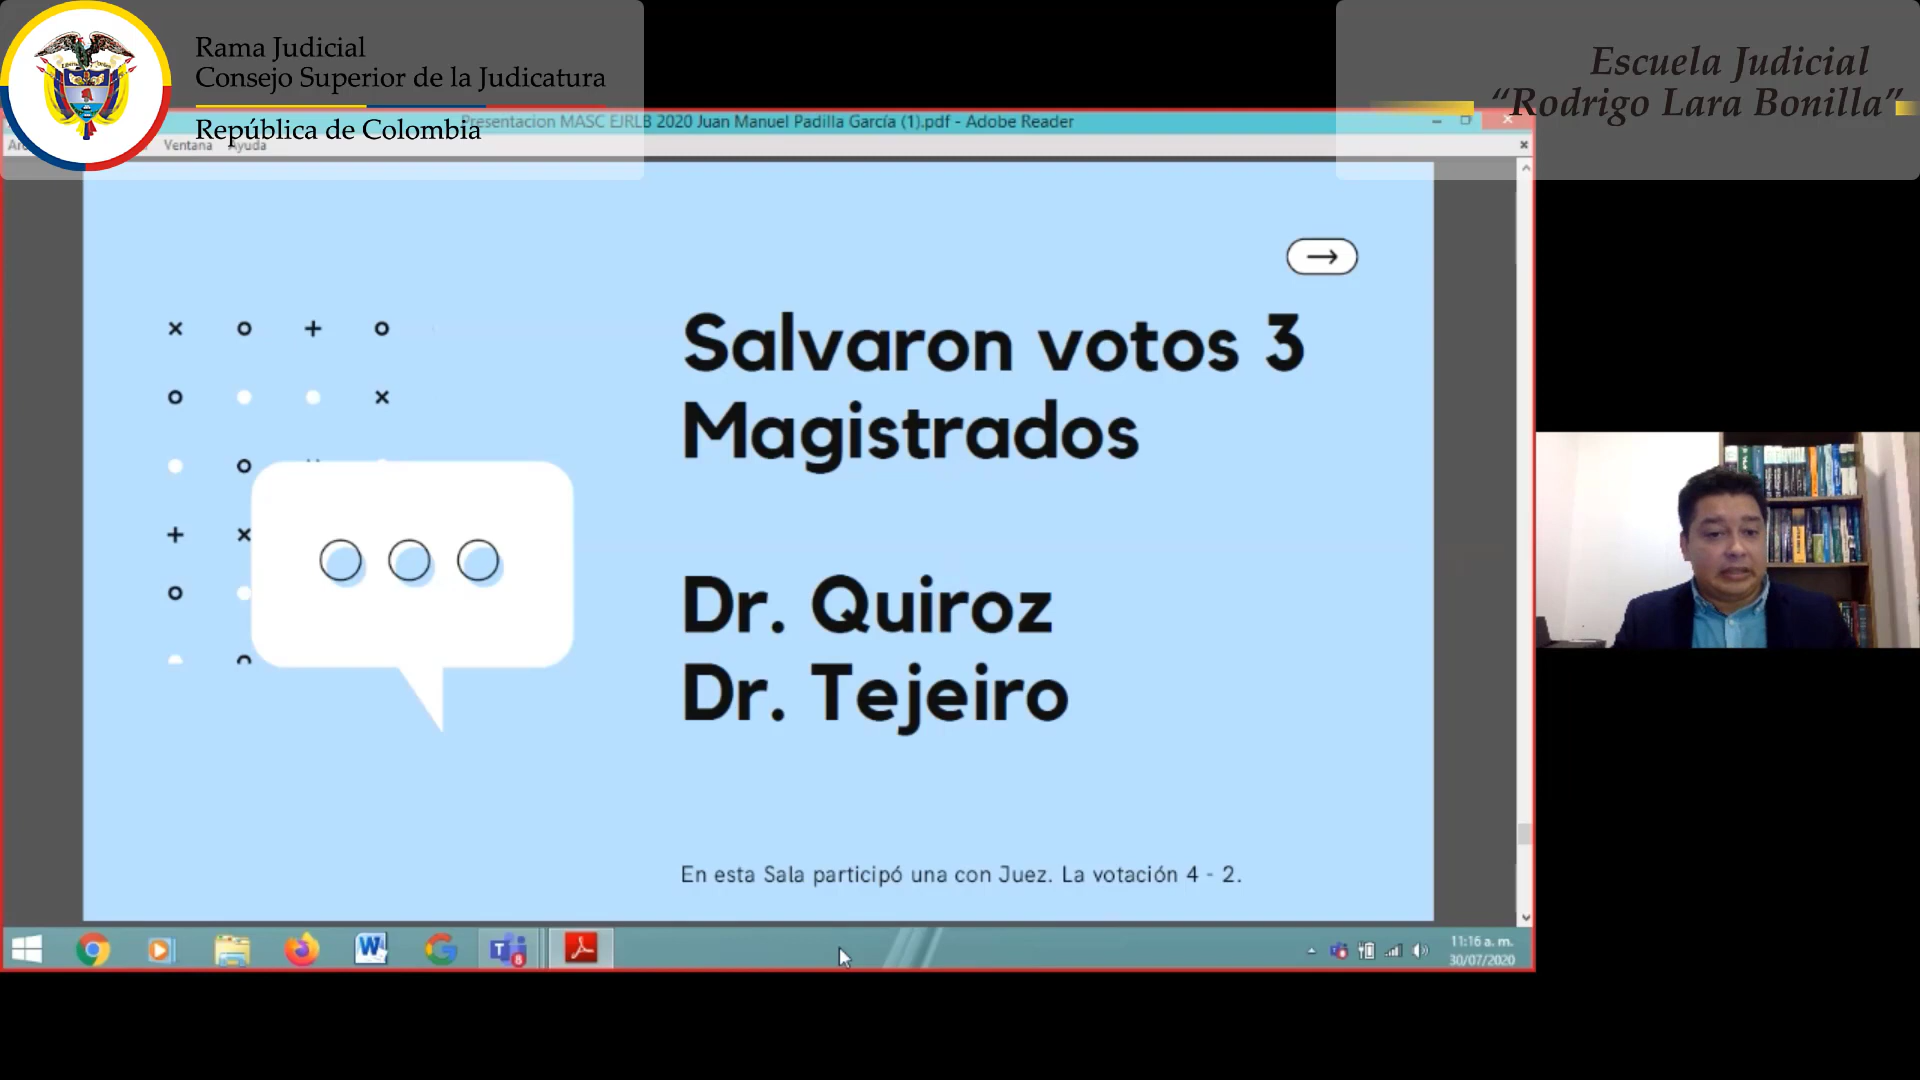 Rama Judicial
Consejo Superior de la Judicatura
República de Colombia
Escuela Judicial
“Rodrigo Lara Bonilla”
Presentacion MASC EJRLB 2020 Juan Manuel Padilla García (1).pdf - Adobe Reader
Ventana Ayuda
Salvaron votos 3
Magistrados
Dr. Quiroz
Dr. Tejeiro
En esta Sala participó una con Juez. La votación 4 - 2.
11:16 a. m.
30/07/2020